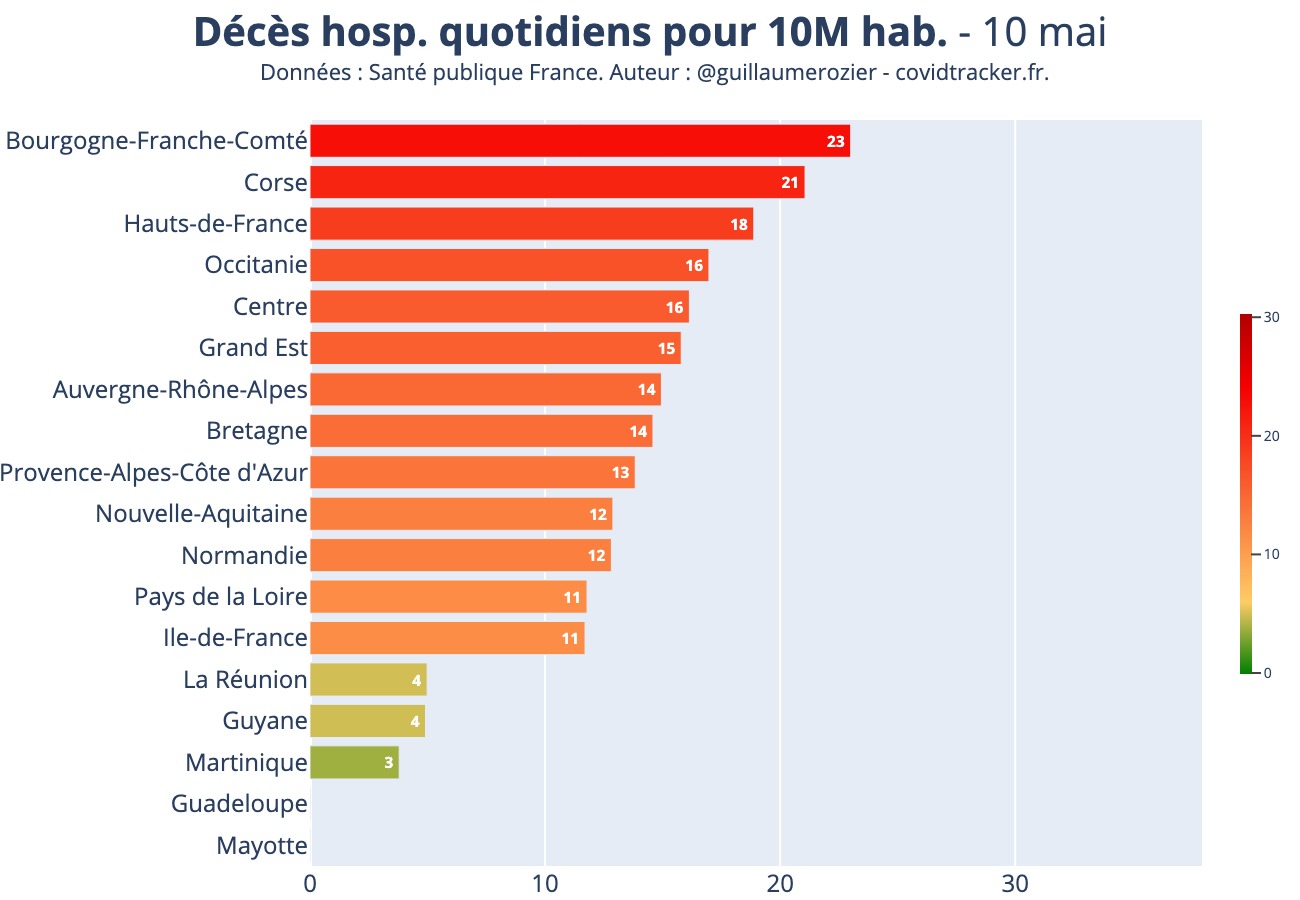 Décès hosp. quotidiens pour 10M hab. - 10 mai
Données : Santé publique France. Auteur : @guillaumerozier - covidtracker.fr.
Bourgogne-Franche-Comté 23
Corse 21
Hauts-de-France 18
Occitanie 16
Centre 16
Grand Est 15
Auvergne-Rhône-Alpes 14
Bretagne 14
Provence-Alpes-Côte d'Azur 13
Nouvelle-Aquitaine 12
Normandie 12
Pays de la Loire 11
Ile-de-France 11
La Réunion 4
Guyane 4
Martinique 3
Guadeloupe
Mayotte
0 10 20 30
30
20
10
0